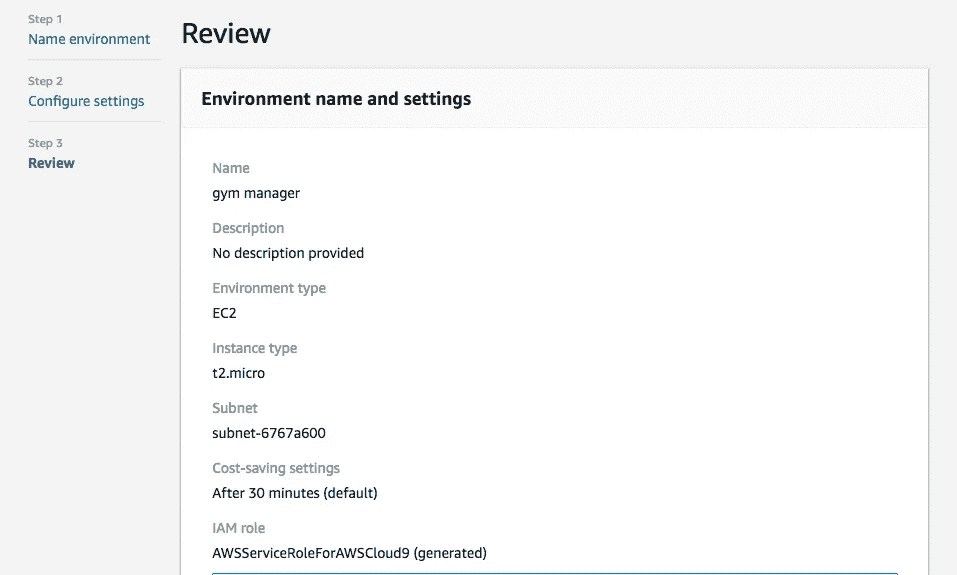 Step 1
Name environment
Step 2
Configure settings
Step 3
Review
Review
Environment name and settings
Name
gym manager
Description
No description provided
Environment type
EC2
Instance type
t2.micro
Subnet
subnet-6767a600
Cost-saving settings
After 30 minutes (default)
IAM role
AWSServiceRoleForAWSCloud9 (generated)